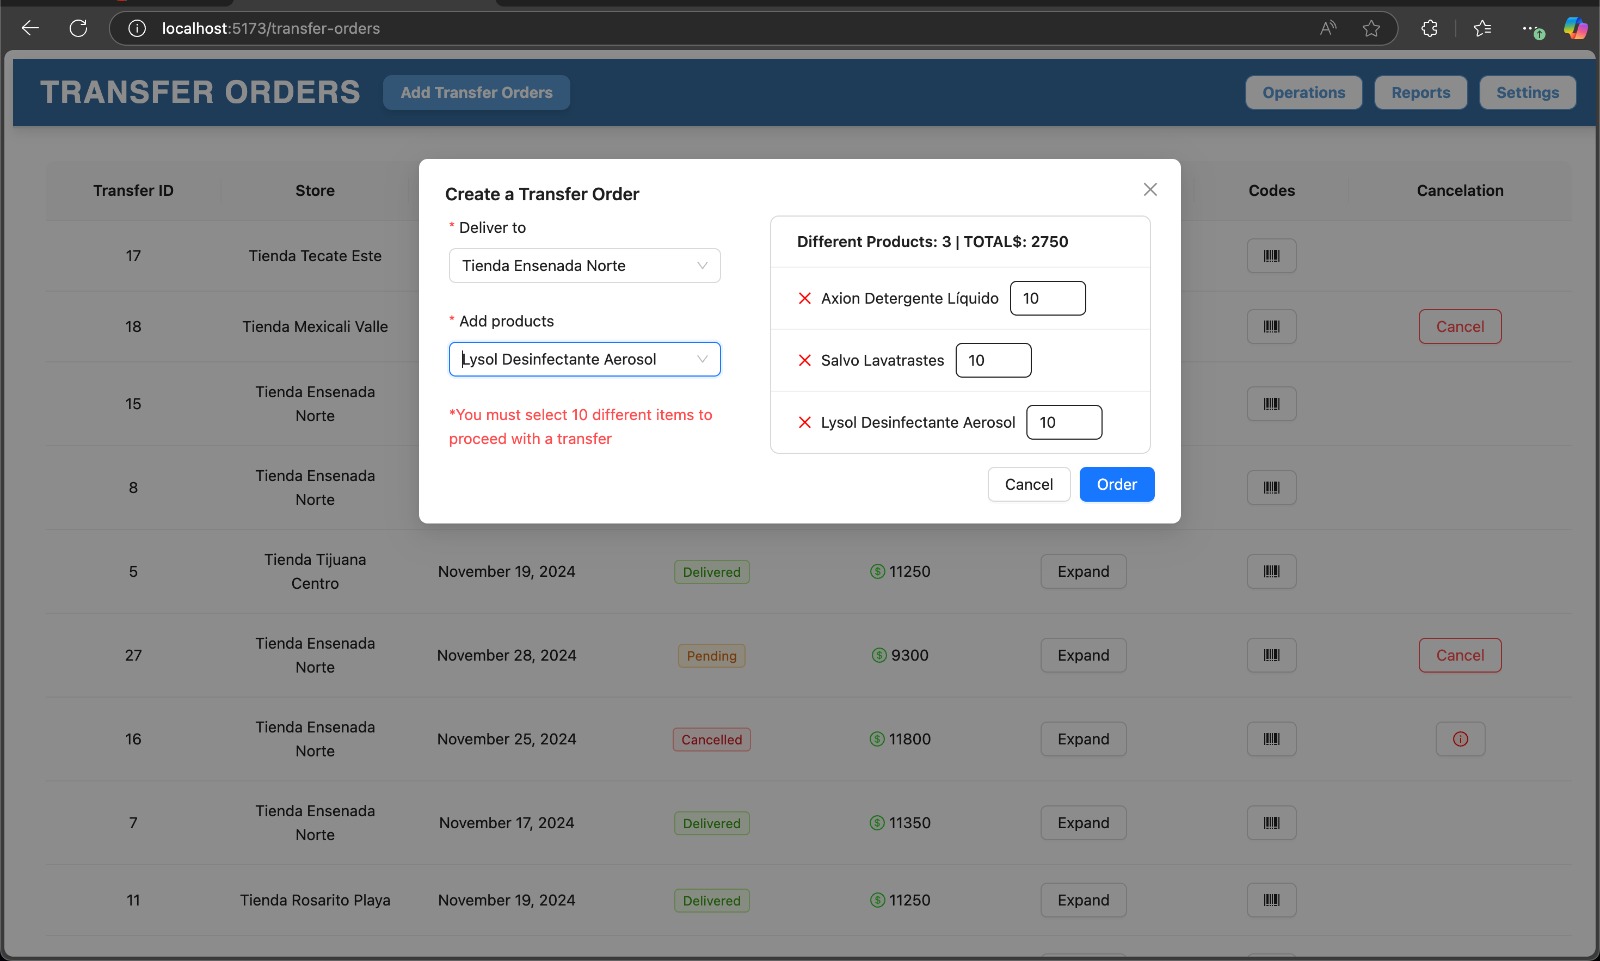 localhost:5173/transfer-orders
TRANSFER ORDERS
Add Transfer Orders
Operations
Reports
Settings
Transfer ID
Store
Codes
Cancelation
Create a Transfer Order
* Deliver to
Tienda Ensenada Norte
* Add products
Lysol Desinfectante Aerosol
*You must select 10 different items to
proceed with a transfer
Different Products: 3 | TOTAL$: 2750
Axion Detergente Líquido 10
Salvo Lavatrastes 10
Lysol Desinfectante Aerosol 10
Cancel
Order
17 Tienda Tecate Este
18 Tienda Mexicali Valle Cancel
15 Tienda Ensenada
Norte
8 Tienda Ensenada
Norte
5 Tienda Tijuana
Centro
November 19, 2024 Delivered 11250 Expand
27 Tienda Ensenada
Norte
November 28, 2024 Pending 9300 Expand Cancel
16 Tienda Ensenada
Norte
November 25, 2024 Cancelled 11800 Expand
7 Tienda Ensenada
Norte
November 17, 2024 Delivered 11350 Expand
11 Tienda Rosarito Playa November 19, 2024 Delivered 11250 Expand